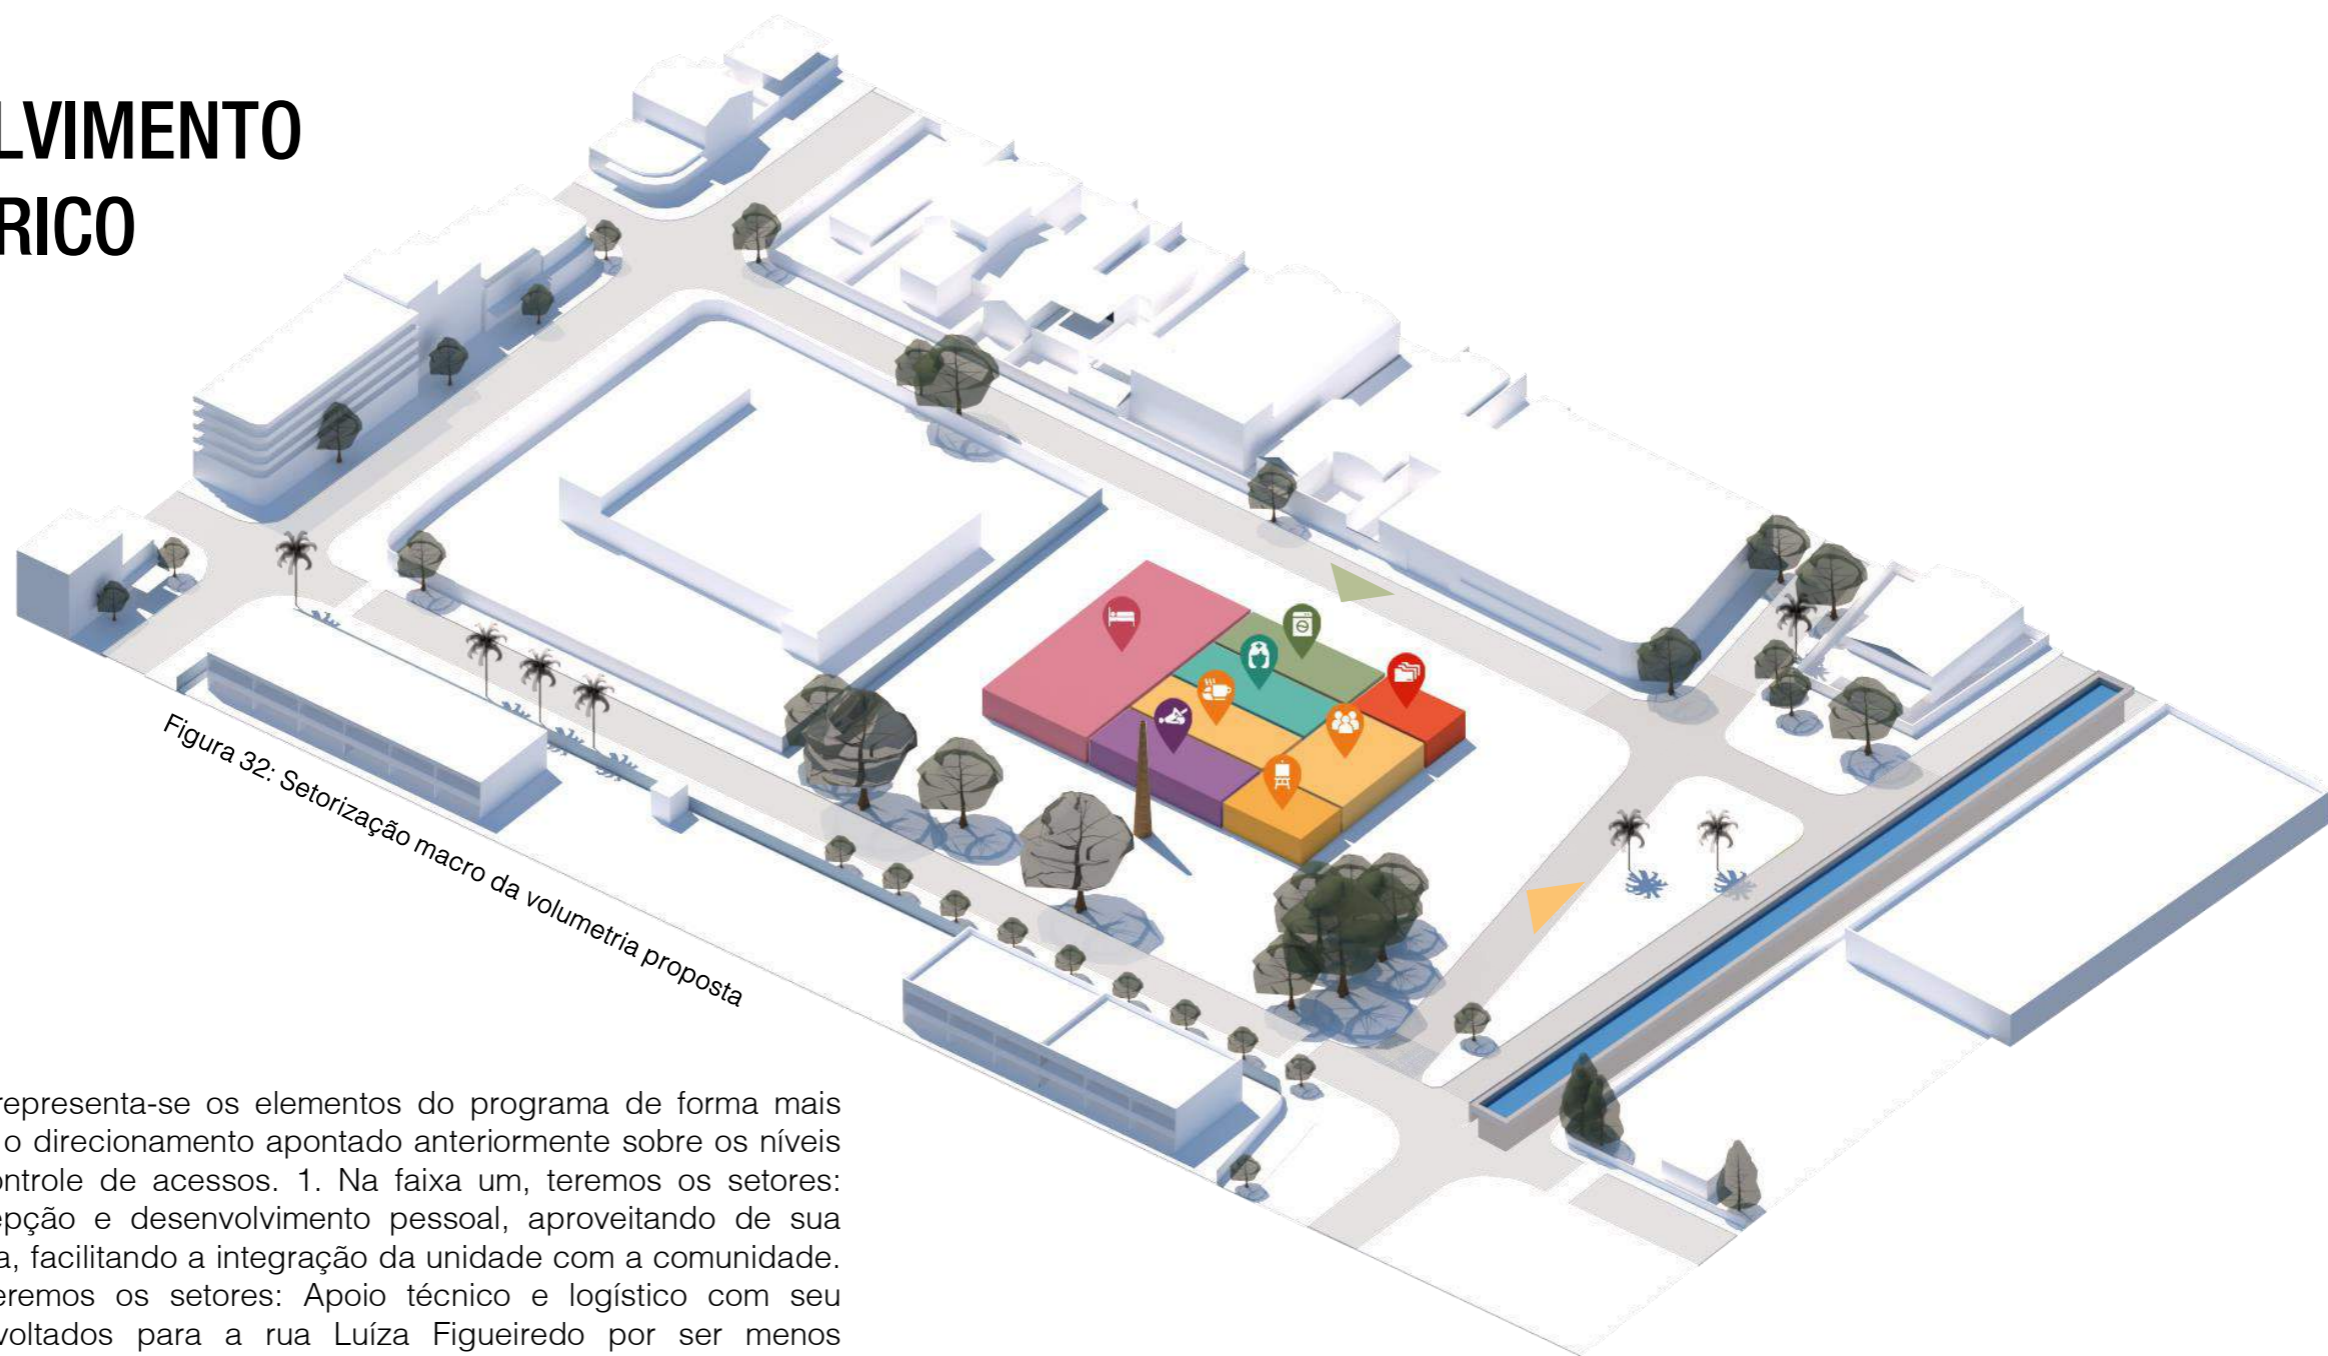 LVIMENTO
RICO
Figura 32: Setorização macro da volumetria proposta
representa-se os elementos do programa de forma mais
o direcionamento apontado anteriormente sobre os níveis
ontrole de acessos. 1. Na faixa um, teremos os setores:
epção e desenvolvimento pessoal, aproveitando de sua
a, facilitando a integração da unidade com a comunidade.
eremos os setores: Apoio técnico e logístico com seu
voltados para a rua Luíza Figueiredo por ser menos